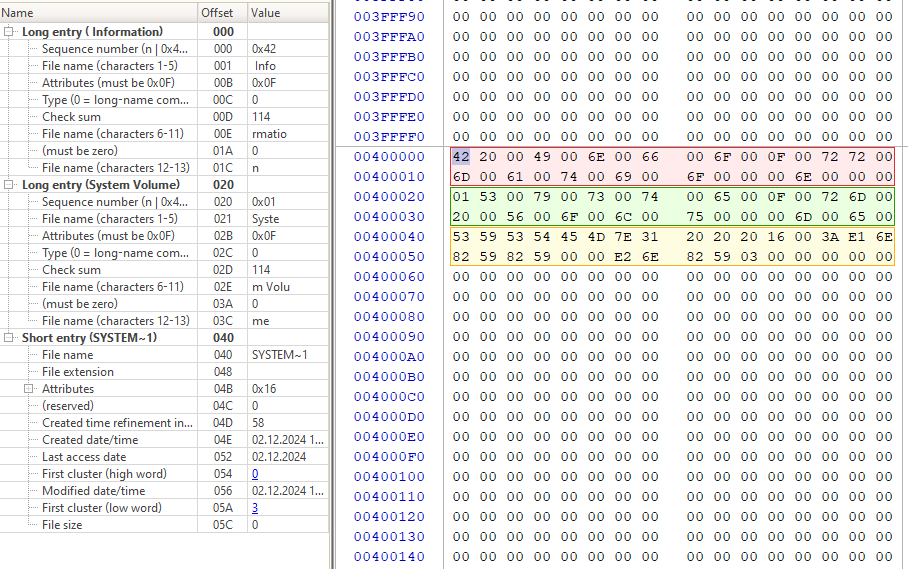 Name Offset Value
Long entry ( Information) 000
Sequence number (n | 0x4... 000 0x42
File name (characters 1-5) 001 Info
Attributes (must be 0x0F) 00B 0x0F
Type (0 = long-name com... 00C 0
Check sum 00D 114
File name (characters 6-11) 00E rmatio
(must be zero) 01A 0
File name (characters 12-13) 01C n
Long entry (System Volume) 020
Sequence number (n | 0x4... 020 0x01
File name (characters 1-5) 021 Syste
Attributes (must be 0x0F) 02B 0x0F
Type (0 = long-name com... 02C 0
Check sum 02D 114
File name (characters 6-11) 02E m Volu
(must be zero) 03A 0
File name (characters 12-13) 03C me
Short entry (SYSTEM~1) 040
File name 040 SYSTEM~1
File extension 048
Attributes 04B 0x16
(reserved) 04C 0
Created time refinement in... 04D 58
Created date/time 04E 02.12.2024 1...
Last access date 052 02.12.2024
First cluster (high word) 054 0
Modified date/time 056 02.12.2024 1...
First cluster (low word) 05A 3
File size 05C 0
003FFF90 00 00 00 00 00 00 00 00 00 00 00 00 00 00 00 00
003FFFA0 00 00 00 00 00 00 00 00 00 00 00 00 00 00 00 00
003FFFB0 00 00 00 00 00 00 00 00 00 00 00 00 00 00 00 00
003FFFC0 00 00 00 00 00 00 00 00 00 00 00 00 00 00 00 00
003FFFD0 00 00 00 00 00 00 00 00 00 00 00 00 00 00 00 00
003FFFE0 00 00 00 00 00 00 00 00 00 00 00 00 00 00 00 00
003FFFF0 00 00 00 00 00 00 00 00 00 00 00 00 00 00 00 00
00400000 42 20 00 49 00 6E 00 66 00 6F 00 0F 00 72 72 00
00400010 6D 00 61 00 74 00 69 00 6F 00 00 00 6E 00 00 00
00400020 01 53 00 79 00 73 00 74 00 65 00 0F 00 72 6D 00
00400030 20 00 56 00 6F 00 6C 00 75 00 00 00 6D 00 65 00
00400040 53 59 53 54 45 4D 7E 31 20 20 20 16 00 3A E1 6E
00400050 82 59 82 59 00 00 E2 6E 82 59 03 00 00 00 00 00
00400060 00 00 00 00 00 00 00 00 00 00 00 00 00 00 00 00
00400070 00 00 00 00 00 00 00 00 00 00 00 00 00 00 00 00
00400080 00 00 00 00 00 00 00 00 00 00 00 00 00 00 00 00
00400090 00 00 00 00 00 00 00 00 00 00 00 00 00 00 00 00
004000A0 00 00 00 00 00 00 00 00 00 00 00 00 00 00 00 00
004000B0 00 00 00 00 00 00 00 00 00 00 00 00 00 00 00 00
004000C0 00 00 00 00 00 00 00 00 00 00 00 00 00 00 00 00
004000D0 00 00 00 00 00 00 00 00 00 00 00 00 00 00 00 00
004000E0 00 00 00 00 00 00 00 00 00 00 00 00 00 00 00 00
004000F0 00 00 00 00 00 00 00 00 00 00 00 00 00 00 00 00
00400100 00 00 00 00 00 00 00 00 00 00 00 00 00 00 00 00
00400110 00 00 00 00 00 00 00 00 00 00 00 00 00 00 00 00
00400120 00 00 00 00 00 00 00 00 00 00 00 00 00 00 00 00
00400130 00 00 00 00 00 00 00 00 00 00 00 00 00 00 00 00
00400140 00 00 00 00 00 00 00 00 00 00 00 00 00 00 00 00